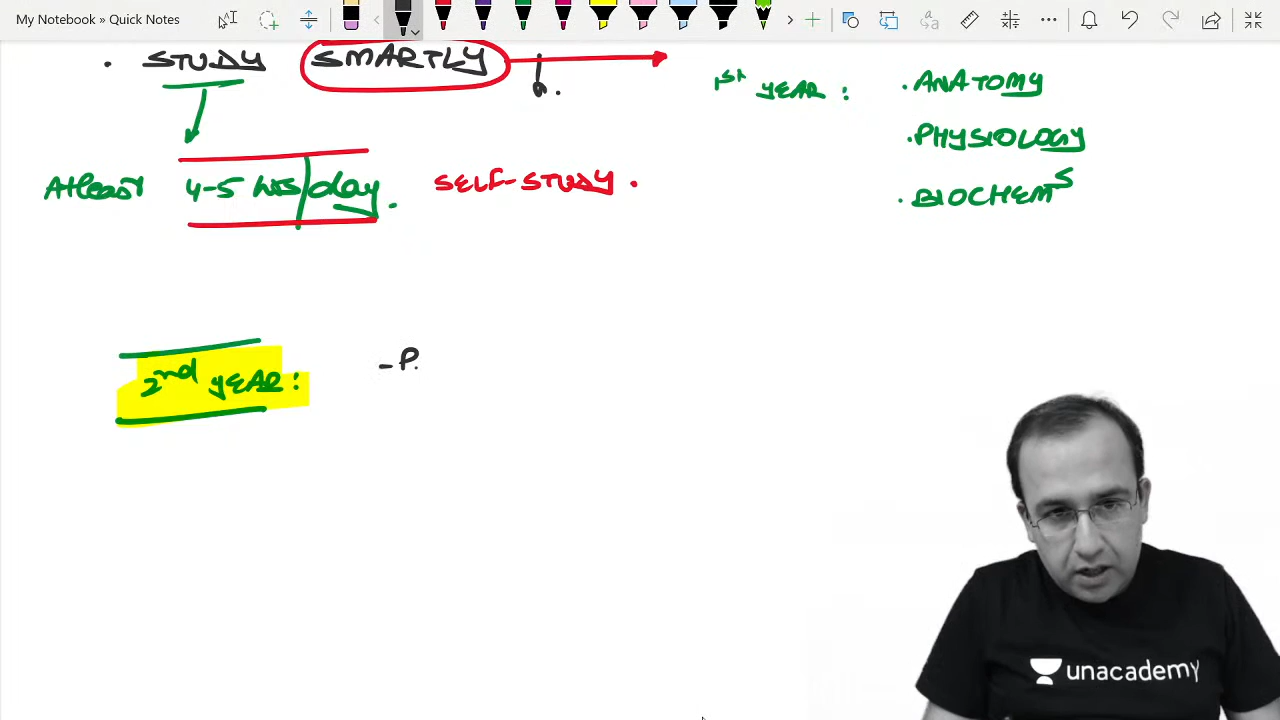 My Notebook » Quick Notes
. STUDY SMARTLY
1st YEAR : . ANATOMY
. PHYSIOLOGY
. BIOCHEMS
Atleast 4-5 hrs/day. SELF-STUDY .
2nd YEAR : - P.
unacademy